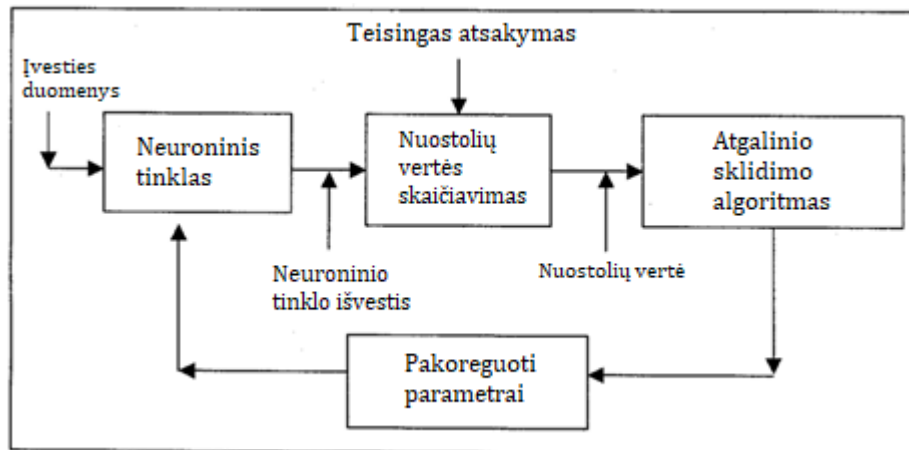 Teisingas atsakymas
Įvesties
duomenys
Neuroninis
tinklas
Nuostolių
vertės
skaičiavimas
Atgalinio
sklidimo
algoritmas
Neuroninio
tinklo išvestis
Nuostolių vertė
Pakoreguoti
parametrai